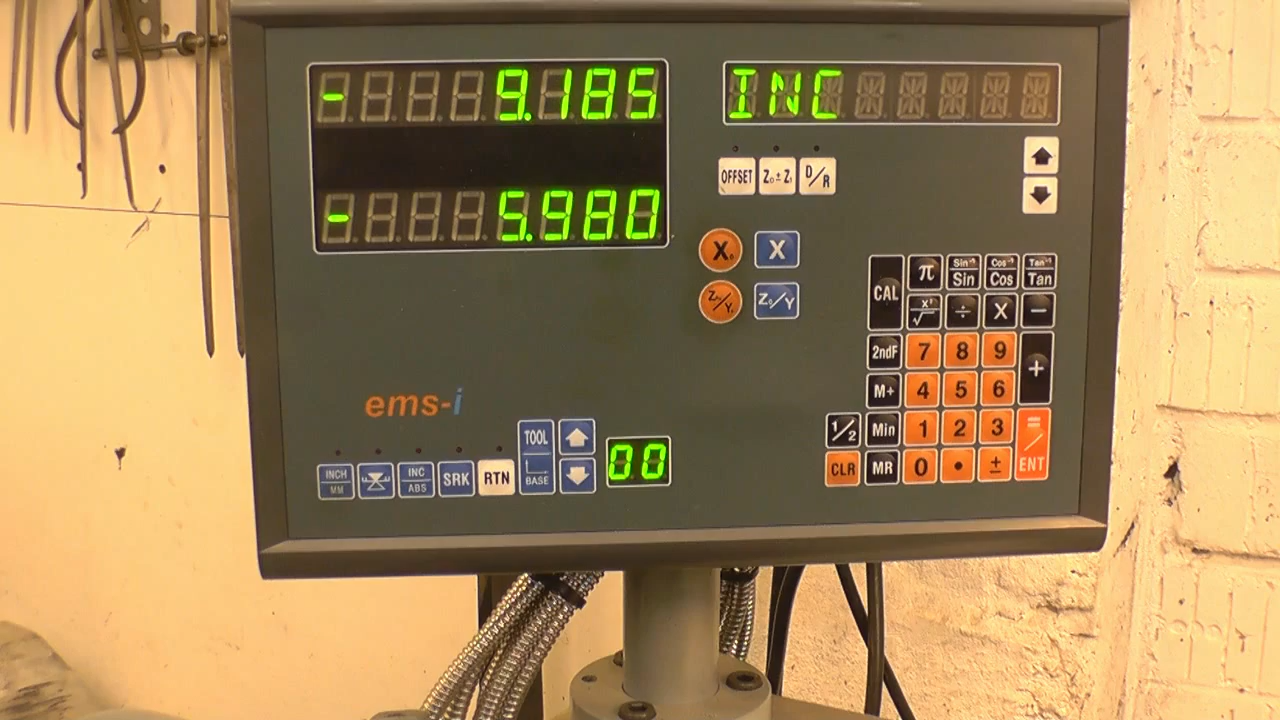 - 9.185
INC
- 5.980
OFFSET Z₀±Z₁ D/R
X₀ X
Z₀/Y₀ Z₀/Y
CAL π Sin⁻¹ Sin Cos⁻¹ Cos Tan⁻¹ Tan
xʸ √ ÷ X −
2ndF 7 8 9 +
M+ 4 5 6
1/2 Min 1 2 3 = / ENT
CLR MR 0 • ±
ems-i
INCH MM INC ABS SRK RTN TOOL BASE 00